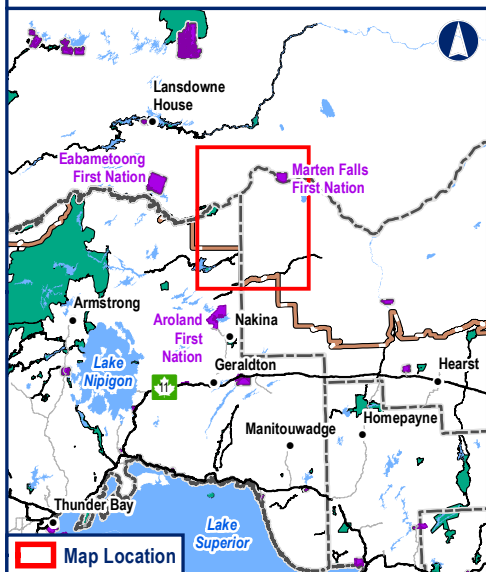 Lansdowne
House
Eabametoong
First Nation
Marten Falls
First Nation
Armstrong
Aroland
First
Nation
Nakina
Lake
Nipigon
11
Geraldton
Hearst
Manitouwadge
Homepayne
Thunder Bay
Lake
Superior
Map Location